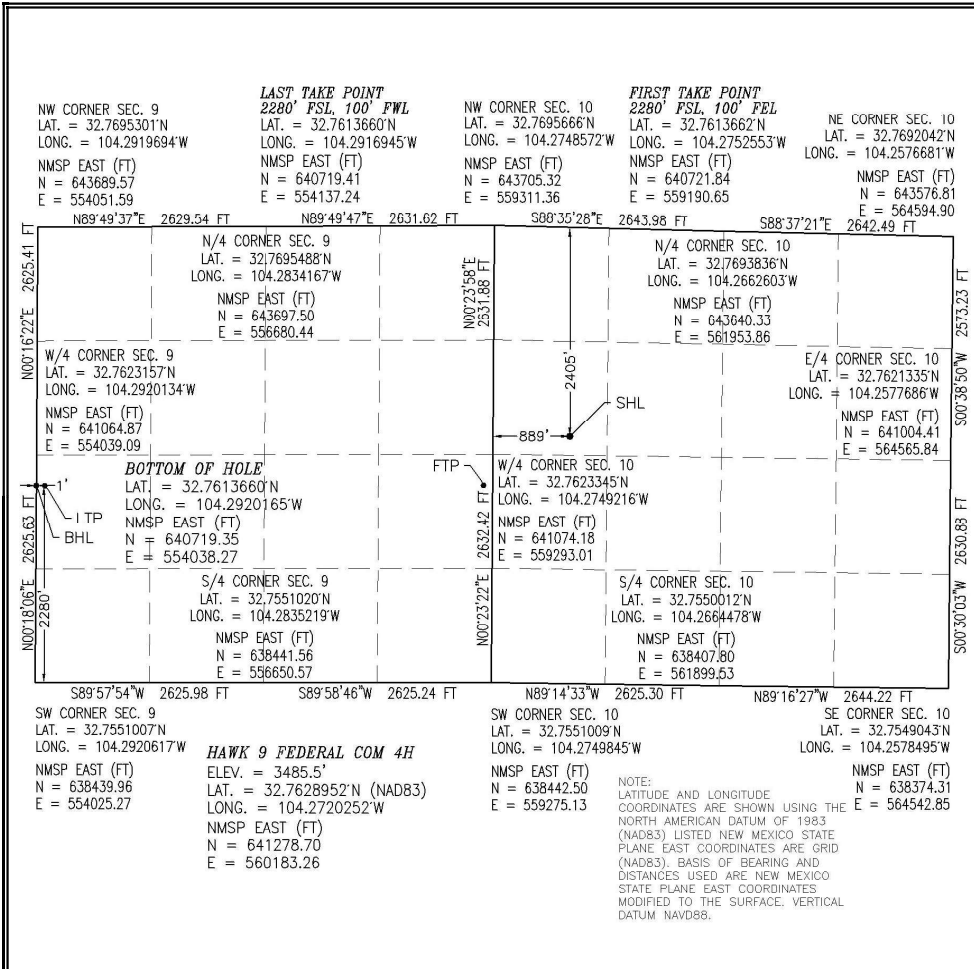 NW CORNER SEC. 9
LAT. = 32.7695301°N
LONG. = 104.2919694°W
NMSP EAST (FT)
N = 643689.57
E = 554051.59
LAST TAKE POINT
2280' FSL, 100' FWL
LAT. = 32.7613660°N
LONG. = 104.2916945°W
NMSP EAST (FT)
N = 640719.41
E = 554137.24
NW CORNER SEC. 10
LAT. = 32.7695666°N
LONG. = 104.2748572°W
NMSP EAST (FT)
N = 643705.32
E = 559311.36
FIRST TAKE POINT
2280' FSL, 100' FEL
LAT. = 32.7613662°N
LONG. = 104.2752553°W
NMSP EAST (FT)
N = 640721.84
E = 559190.65
NE CORNER SEC. 10
LAT. = 32.7692042°N
LONG. = 104.2576681°W
NMSP EAST (FT)
N = 643576.81
E = 564594.90
N89°49'37"E 2629.54 FT
N89°49'47"E 2631.62 FT
S88°35'28"E 2643.98 FT
S88°37'21"E 2642.49 FT
N00°16'22"E 2625.41 FT
N/4 CORNER SEC. 9
LAT. = 32.7695488°N
LONG. = 104.2834167°W
NMSP EAST (FT)
N = 643697.50
E = 556680.44
N00°23'58"E
2631.88 FT
N/4 CORNER SEC. 10
LAT. = 32.7693836°N
LONG. = 104.2662603°W
NMSP EAST (FT)
N = 643640.33
E = 561953.86
S00°38'50"W 2573.23 FT
W/4 CORNER SEC. 9
LAT. = 32.7623157°N
LONG. = 104.2920134°W
NMSP EAST (FT)
N = 641064.87
E = 554039.09
2405'
SHL
889'
E/4 CORNER SEC. 10
LAT. = 32.7621335°N
LONG. = 104.2577686°W
NMSP EAST (FT)
N = 641004.41
E = 564565.84
1'
LTP
BHL
BOTTOM OF HOLE
LAT. = 32.7613660°N
LONG. = 104.2920165°W
NMSP EAST (FT)
N = 640719.35
E = 554038.27
FTP
W/4 CORNER SEC. 10
LAT. = 32.7623345°N
LONG. = 104.2749216°W
NMSP EAST (FT)
N = 641074.18
E = 559293.01
N00°18'06"E 2625.63 FT
2280'
N00°23'22"E 2632.42 FT
S00°30'03"W 2630.83 FT
S/4 CORNER SEC. 9
LAT. = 32.7551020°N
LONG. = 104.2835219°W
NMSP EAST (FT)
N = 638441.56
E = 556650.57
S/4 CORNER SEC. 10
LAT. = 32.7550012°N
LONG. = 104.2664478°W
NMSP EAST (FT)
N = 638407.80
E = 561899.53
S89°57'54"W 2625.98 FT
S89°58'46"W 2625.24 FT
N89°14'33"W 2625.30 FT
N89°16'27"W 2644.22 FT
SW CORNER SEC. 9
LAT. = 32.7551007°N
LONG. = 104.2920617°W
NMSP EAST (FT)
N = 638439.96
E = 554025.27
HAWK 9 FEDERAL COM 4H
ELEV. = 3485.5'
LAT. = 32.7628952°N (NAD83)
LONG. = 104.2720252°W
NMSP EAST (FT)
N = 641278.70
E = 560183.26
SW CORNER SEC. 10
LAT. = 32.7551009°N
LONG. = 104.2749845°W
NMSP EAST (FT)
N = 638442.50
E = 559275.13
SE CORNER SEC. 10
LAT. = 32.7549043°N
LONG. = 104.2578495°W
NMSP EAST (FT)
N = 638374.31
E = 564542.85
NOTE:
LATITUDE AND LONGITUDE
COORDINATES ARE SHOWN USING THE
NORTH AMERICAN DATUM OF 1983
(NAD83) LISTED NEW MEXICO STATE
PLANE EAST COORDINATES ARE GRID
(NAD83). BASIS OF BEARING AND
DISTANCES USED ARE NEW MEXICO
STATE PLANE EAST COORDINATES
MODIFIED TO THE SURFACE. VERTICAL
DATUM NAVD88.